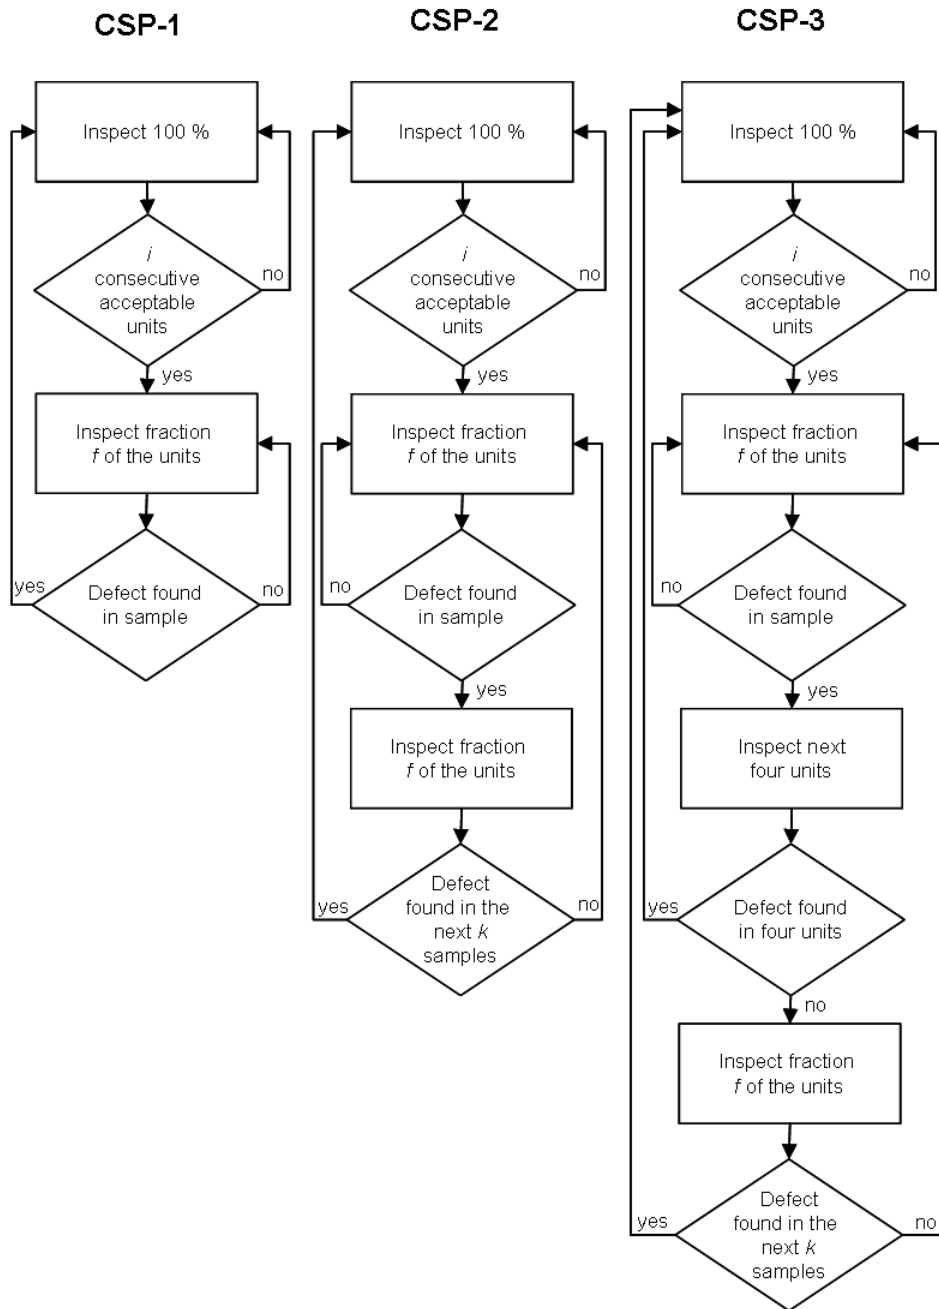 CSP-1
Inspect 100 %
i
consecutive
acceptable
units
no
yes
Inspect fraction
f of the units
yes
Defect found
in sample
no
CSP-2
Inspect 100 %
i
consecutive
acceptable
units
no
yes
Inspect fraction
f of the units
no
Defect found
in sample
yes
Inspect fraction
f of the units
yes
Defect
found in the
next k
samples
no
CSP-3
Inspect 100 %
i
consecutive
acceptable
units
no
yes
Inspect fraction
f of the units
no
Defect found
in sample
yes
Inspect next
four units
yes
Defect found
in four units
no
Inspect fraction
f of the units
yes
Defect
found in the
next k
samples
no